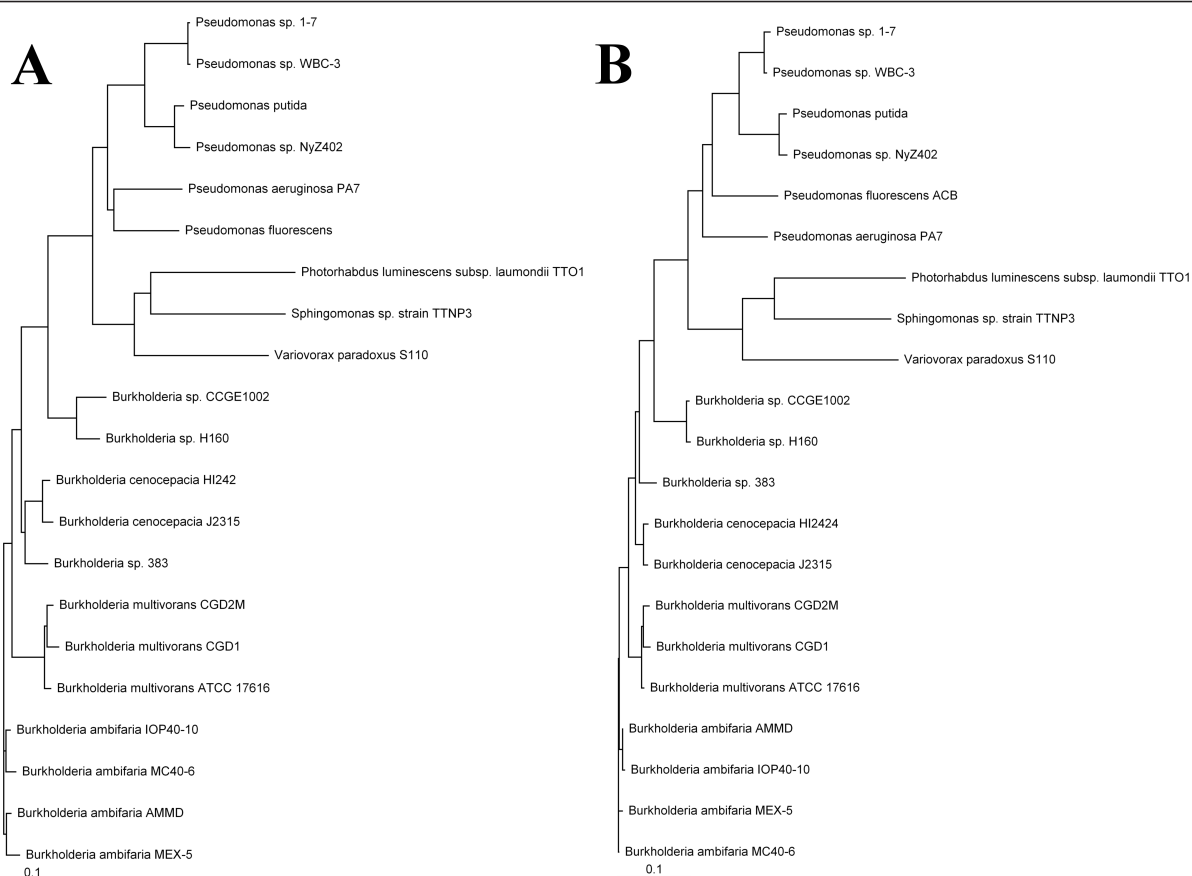 A
Pseudomonas sp. 1-7
Pseudomonas sp. WBC-3
Pseudomonas putida
Pseudomonas sp. NyZ402
Pseudomonas aeruginosa PA7
Pseudomonas fluorescens
Photorhabdus luminescens subsp. laumondii TTO1
Sphingomonas sp. strain TTNP3
Variovorax paradoxus S110
Burkholderia sp. CCGE1002
Burkholderia sp. H160
Burkholderia cenocepacia HI242
Burkholderia cenocepacia J2315
Burkholderia sp. 383
Burkholderia multivorans CGD2M
Burkholderia multivorans CGD1
Burkholderia multivorans ATCC 17616
Burkholderia ambifaria IOP40-10
Burkholderia ambifaria MC40-6
Burkholderia ambifaria AMMD
Burkholderia ambifaria MEX-5
0.1
B
Pseudomonas sp. 1-7
Pseudomonas sp. WBC-3
Pseudomonas putida
Pseudomonas sp. NyZ402
Pseudomonas fluorescens ACB
Pseudomonas aeruginosa PA7
Photorhabdus luminescens subsp. laumondii TTO1
Sphingomonas sp. strain TTNP3
Variovorax paradoxus S110
Burkholderia sp. CCGE1002
Burkholderia sp. H160
Burkholderia sp. 383
Burkholderia cenocepacia HI2424
Burkholderia cenocepacia J2315
Burkholderia multivorans CGD2M
Burkholderia multivorans CGD1
Burkholderia multivorans ATCC 17616
Burkholderia ambifaria AMMD
Burkholderia ambifaria IOP40-10
Burkholderia ambifaria MEX-5
Burkholderia ambifaria MC40-6
0.1